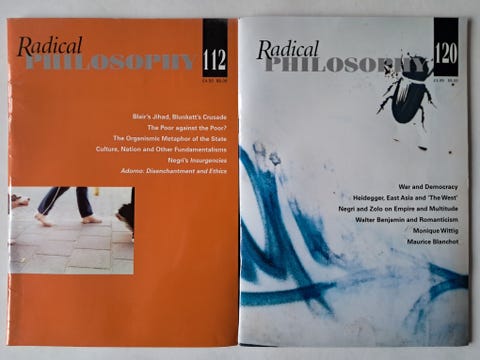 Radical
PHILOSOPHY 112
Blair's Jihad, Blunkett's Crusade
The Poor against the Poor?
The Organismic Metaphor of the State
Culture, Nation and Other Fundamentalisms
Negri's Insurgencies
Adorno: Disenchantment and Ethics
Radical
PHILOSOPHY 120
War and Democracy
Heidegger, East Asia and 'The West'
Negri and Zolo on Empire and Multitude
Walter Benjamin and Romanticism
Monique Wittig
Maurice Blanchot